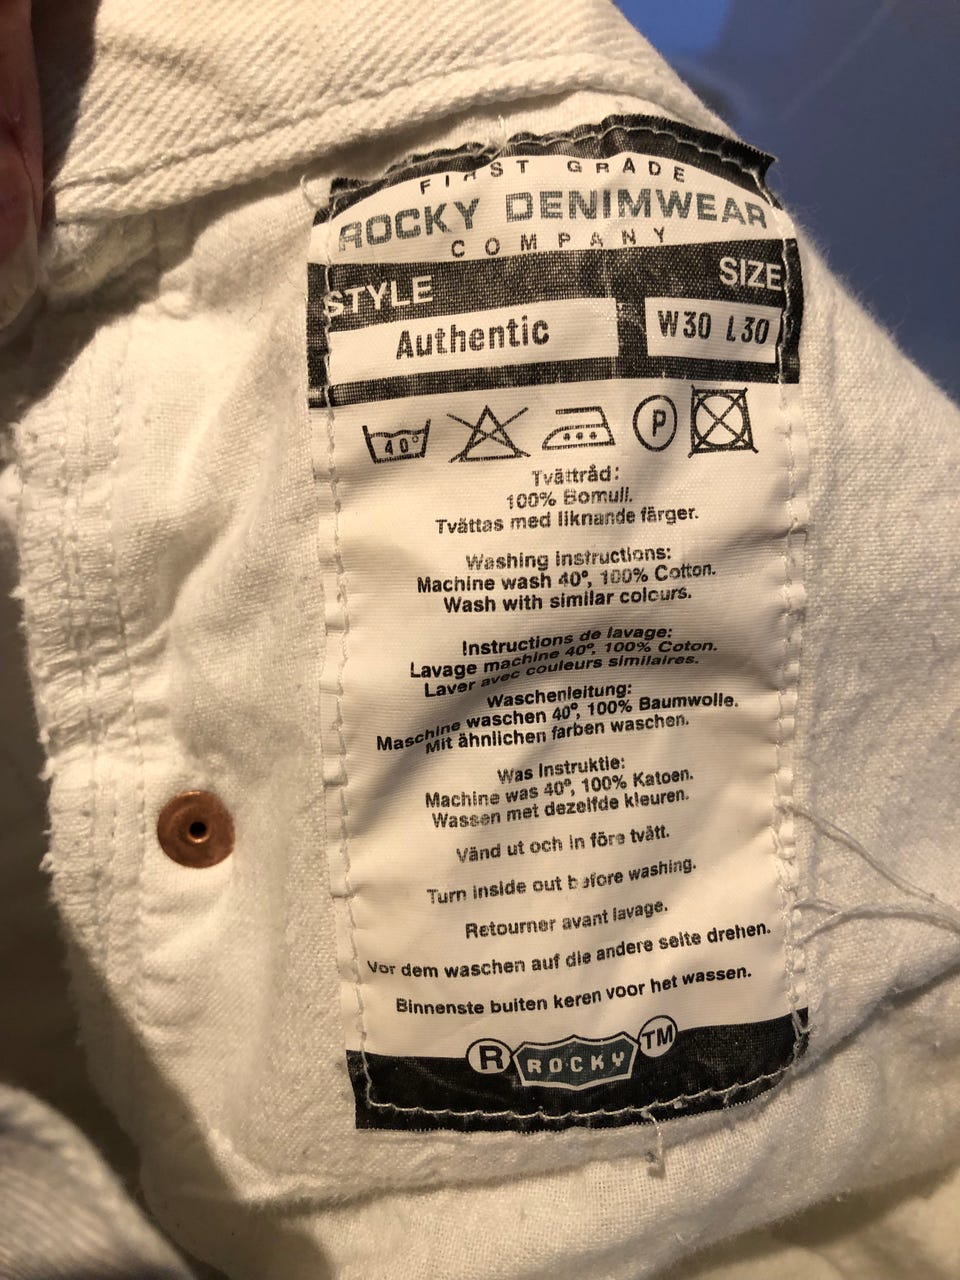 FIRST GRADE
ROCKY DENIMWEAR
COMPANY
STYLE SIZE
Authentic W30 L30
40° P
Tvättråd:
100% Bomull.
Tvättas med liknande färger.
Washing instructions:
Machine wash 40°, 100% Cotton.
Wash with similar colours.
Instructions de lavage:
Lavage machine 40°, 100% Coton.
Laver avec couleurs similaires.
Waschenleitung:
Maschine waschen 40°, 100% Baumwolle.
Mit ähnlichen farben waschen.
Was Instruktie:
Machine was 40°, 100% Katoen.
Wassen met dezelfde kleuren.
Vänd ut och in före tvätt.
Turn inside out before washing.
Retourner avant lavage.
Vor dem waschen auf die andere seite drehen.
Binnenste buiten keren voor het wassen.
® ROCKY ™